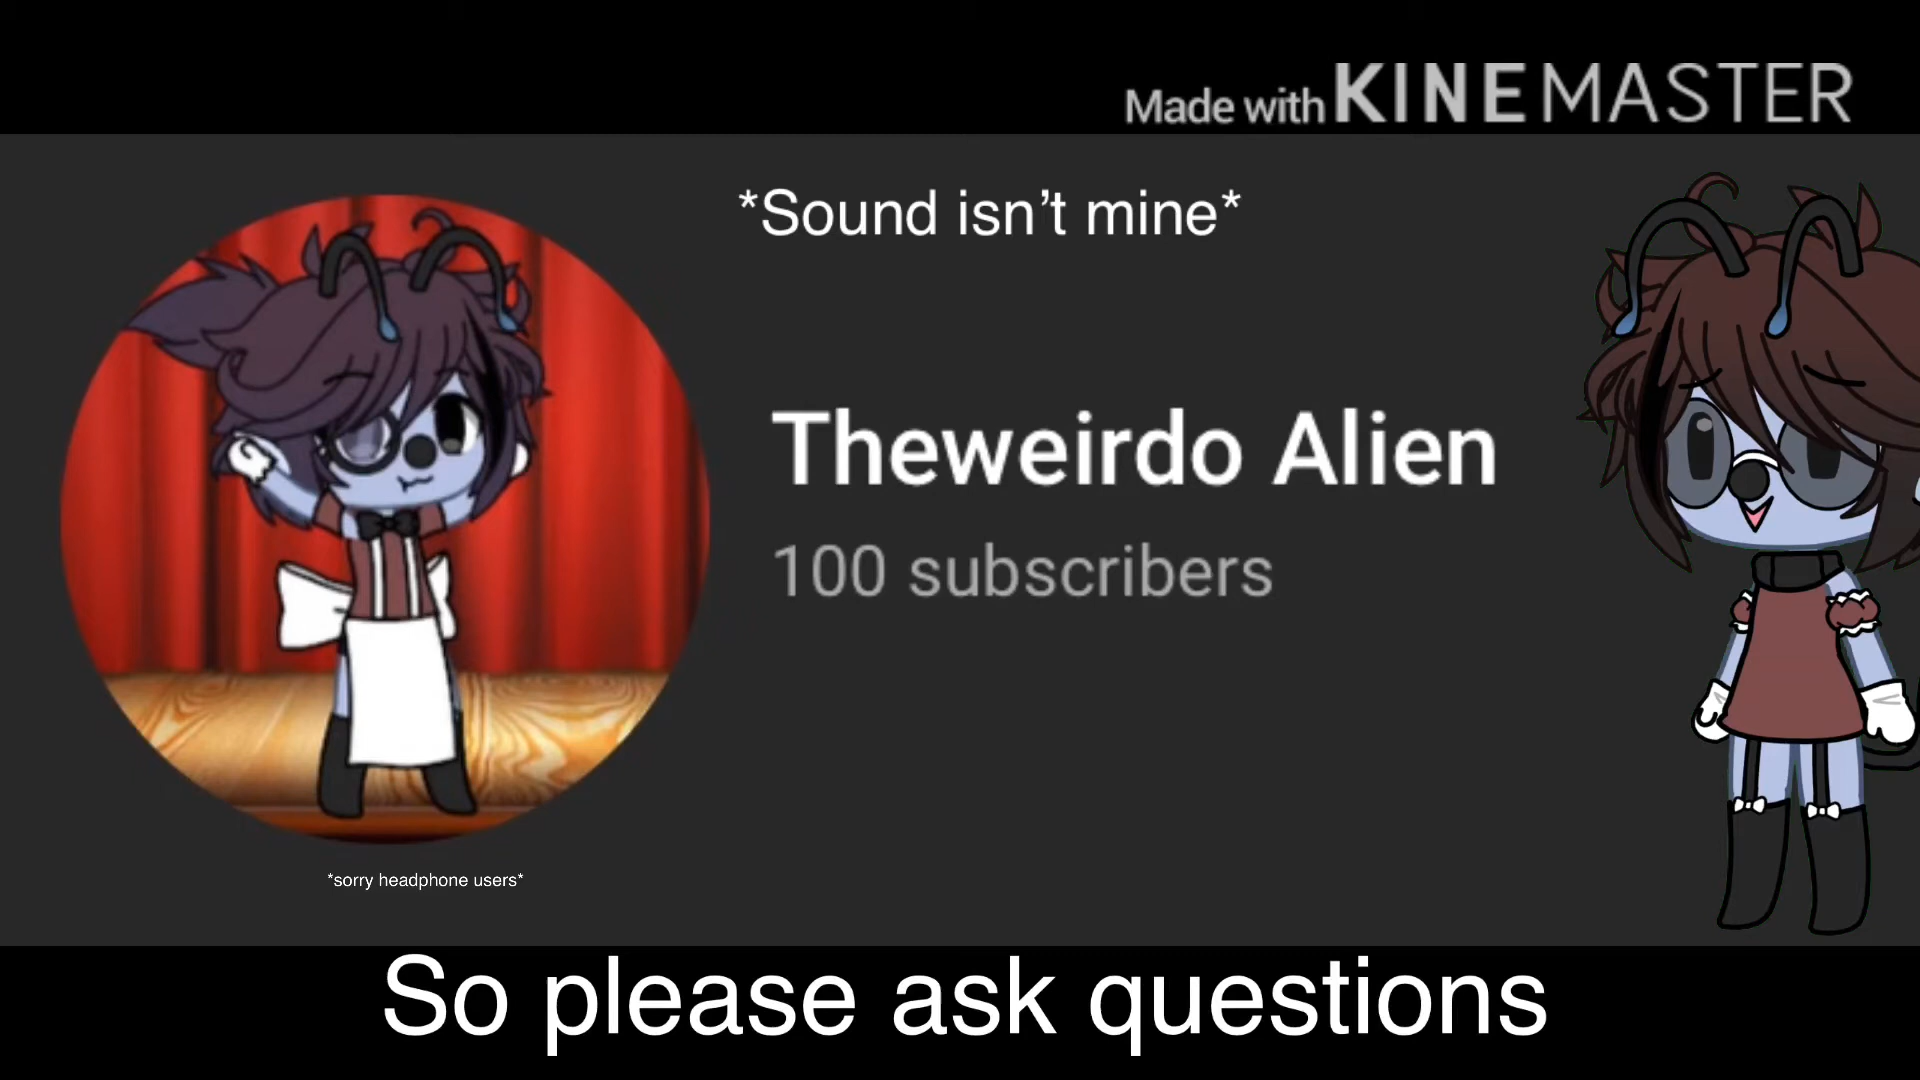 Made with KINEMASTER
*Sound isn’t mine*
Theweirdo Alien
100 subscribers
*sorry headphone users*
So please ask questions